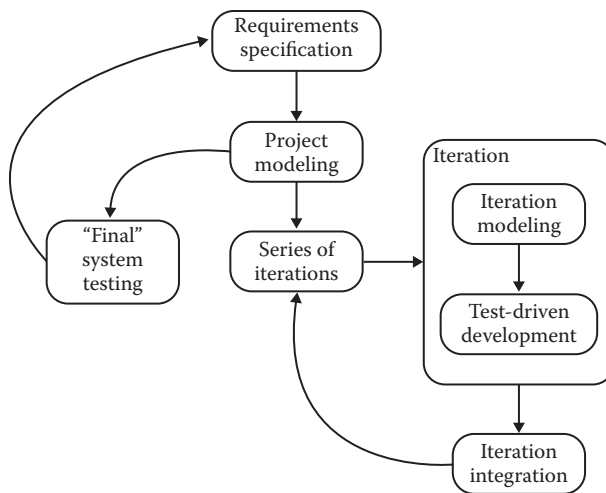 Requirements
specification
Project
modeling
Iteration
Iteration
modeling
“Final”
system
testing
Series of
iterations
Test-driven
development
Iteration
integration